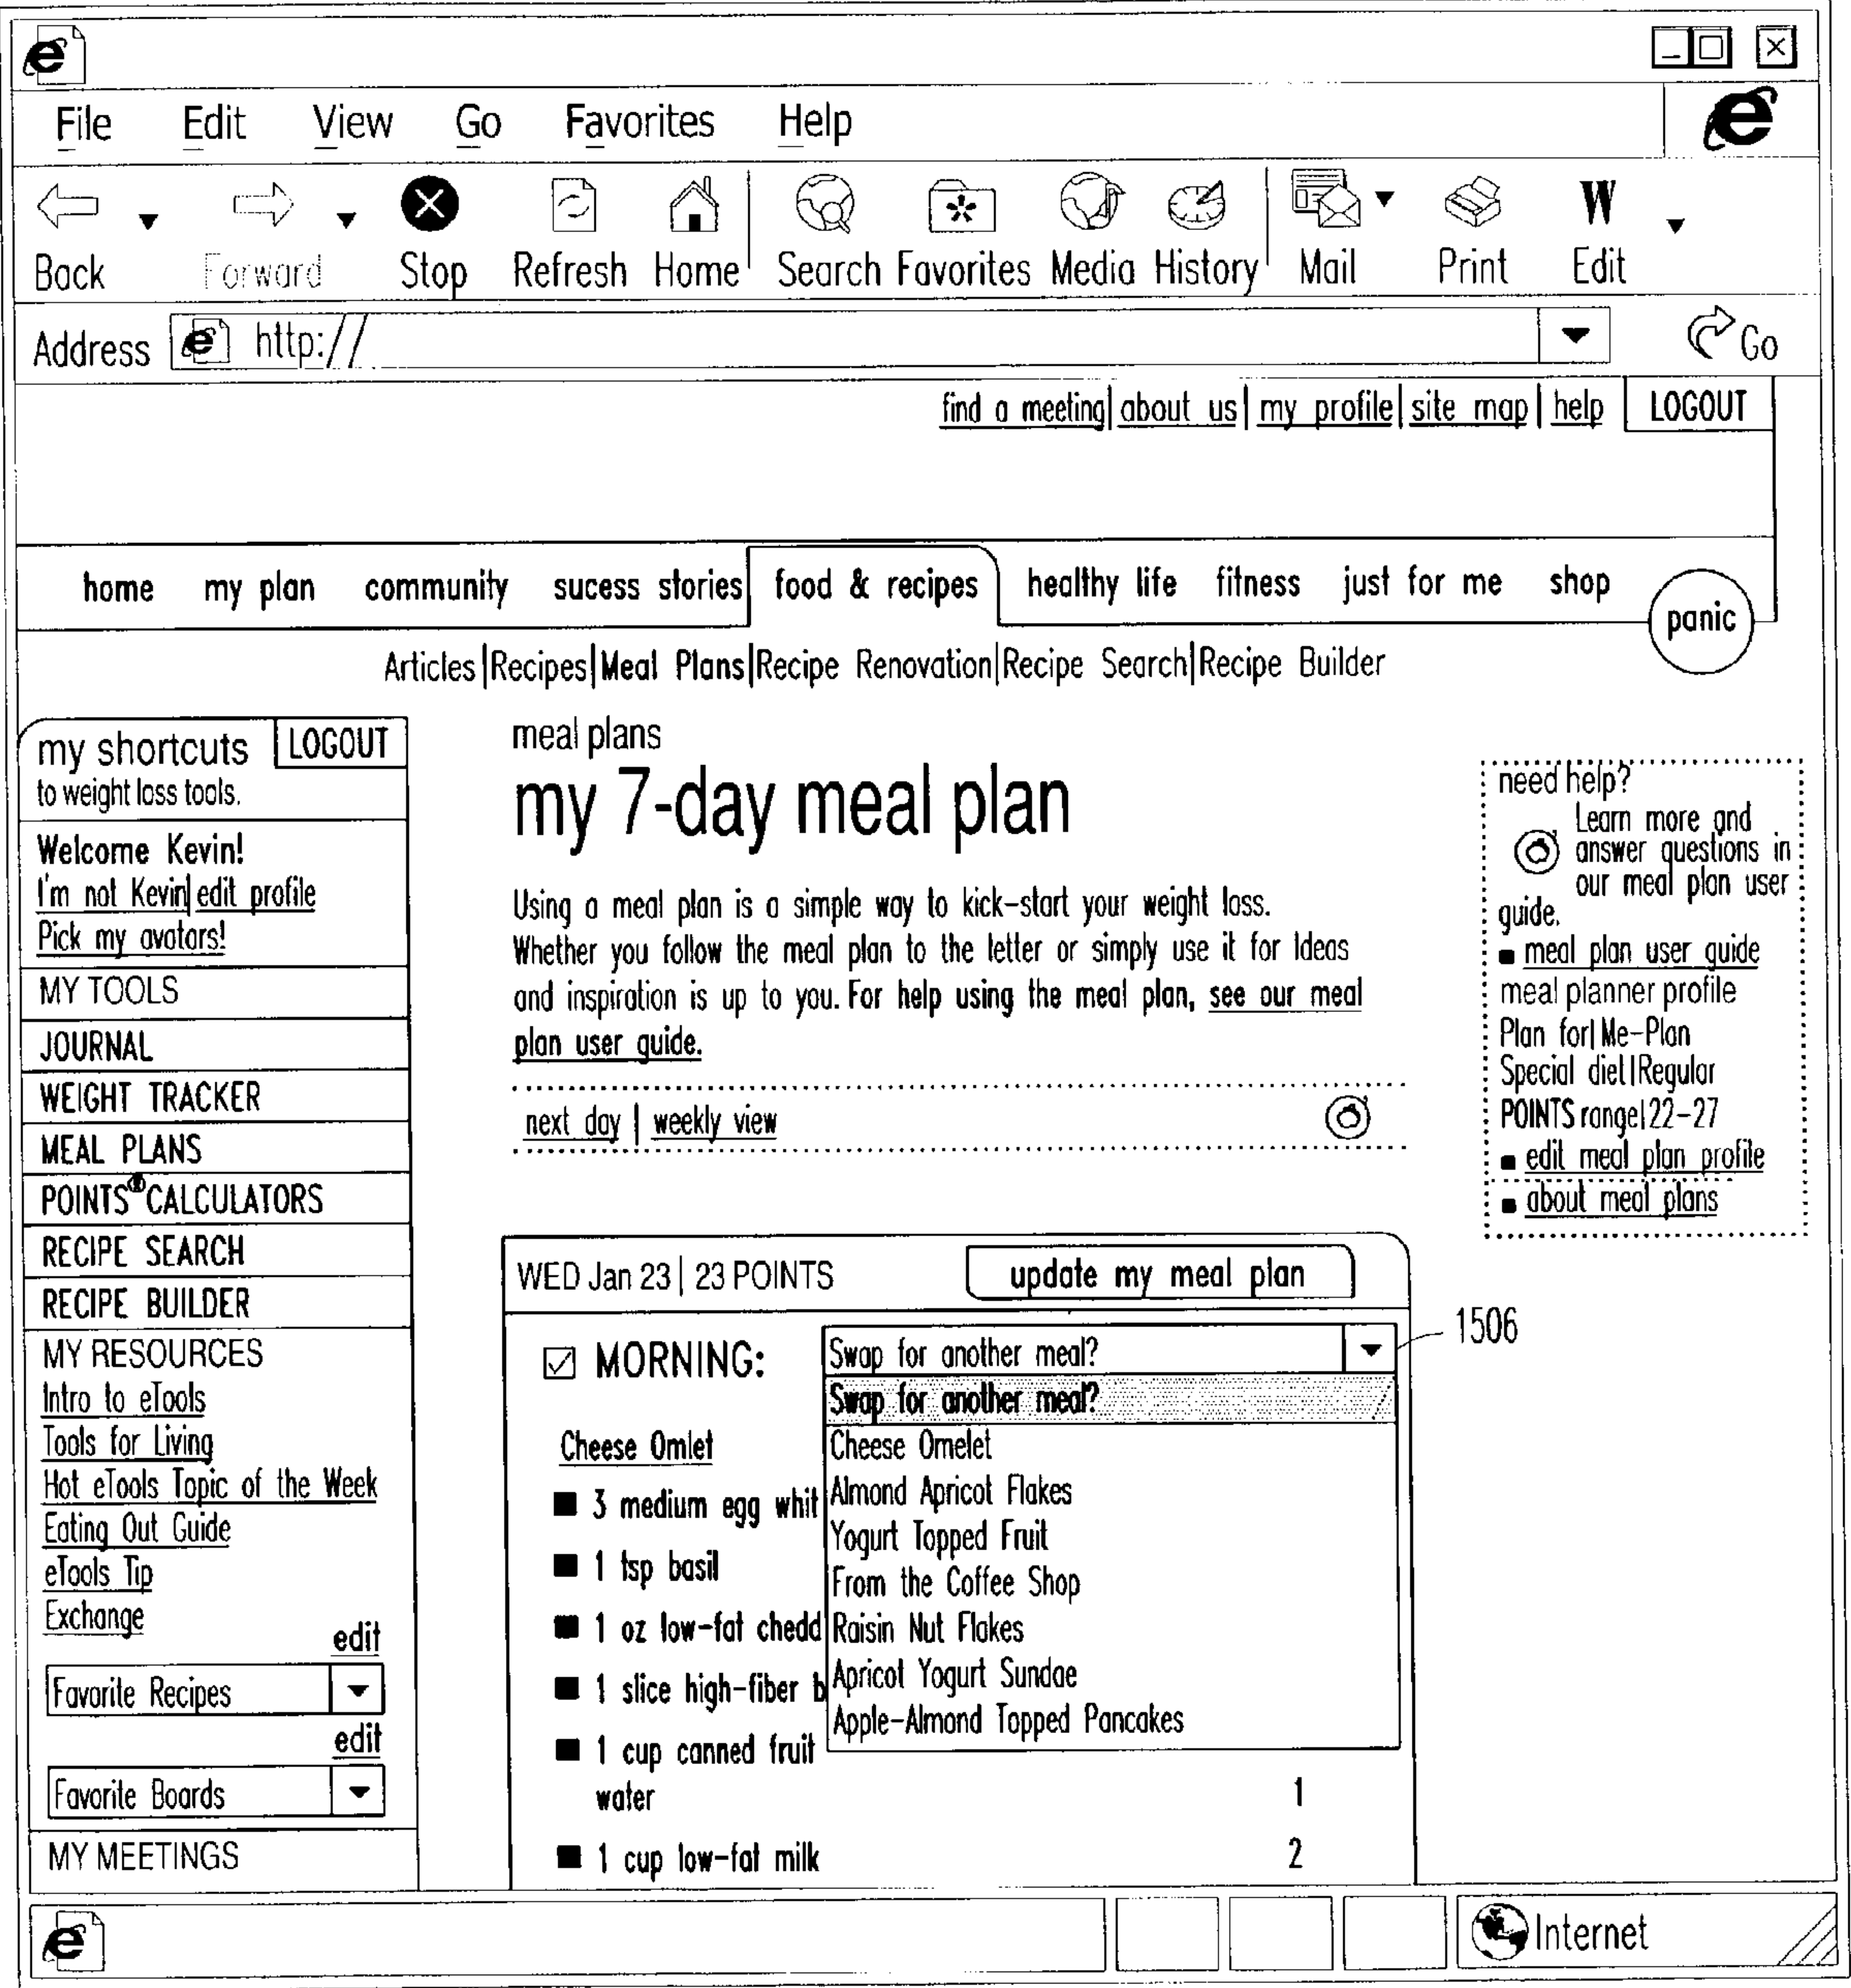 File Edit View Go Favorites Help
Back Forward Stop Refresh Home Search Favorites Media History Mail Print Edit
Address http:// Go
find a meeting| about us| my profile| site map | help LOGOUT
home my plan community sucess stories food & recipes healthy life fitness just for me shop
panic
Articles|Recipes|Meal Plans|Recipe Renovation|Recipe Search|Recipe Builder
my shortcuts LOGOUT
to weight loss tools.
Welcome Kevin!
I'm not Kevin| edit profile
Pick my avatars!
MY TOOLS
JOURNAL
WEIGHT TRACKER
MEAL PLANS
POINTS® CALCULATORS
RECIPE SEARCH
RECIPE BUILDER
MY RESOURCES
Intro to eTools
Tools for Living
Hot eTools Topic of the Week
Eating Out Guide
eTools Tip
Exchange
edit
Favorite Recipes
edit
Favorite Boards
MY MEETINGS
meal plans
my 7-day meal plan
Using a meal plan is a simple way to kick-start your weight loss.
Whether you follow the meal plan to the letter or simply use it for Ideas
and inspiration is up to you. For help using the meal plan, see our meal
plan user guide.
next day | weekly view
WED Jan 23 | 23 POINTS update my meal plan
MORNING: Swap for another meal?
1506
Swap for another meal?
Cheese Omelet
Almond Apricot Flakes
Yogurt Topped Fruit
From the Coffee Shop
Raisin Nut Flakes
Apricot Yogurt Sundae
Apple-Almond Topped Pancakes
Cheese Omlet
3 medium egg whit
1 tsp basil
1 oz low-fat chedd
1 slice high-fiber b
1 cup canned fruit
water 1
1 cup low-fat milk 2
need help?
Learn more and
answer questions in
our meal plan user
guide.
meal plan user guide
meal planner profile
Plan for| Me-Plan
Special diet|Regular
POINTS range|22-27
edit meal plan profile
about meal plans
Internet